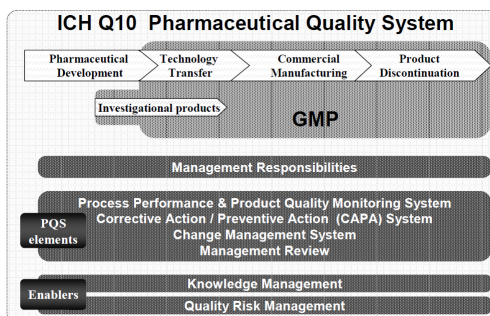 ICH Q10 Pharmaceutical Quality System
Pharmaceutical Development
Technology Transfer
Commercial Manufacturing
Product Discontinuation
Investigational products
GMP
Management Responsibilities
PQS elements
Process Performance & Product Quality Monitoring System
Corrective Action / Preventive Action (CAPA) System
Change Management System
Management Review
Enablers
Knowledge Management
Quality Risk Management